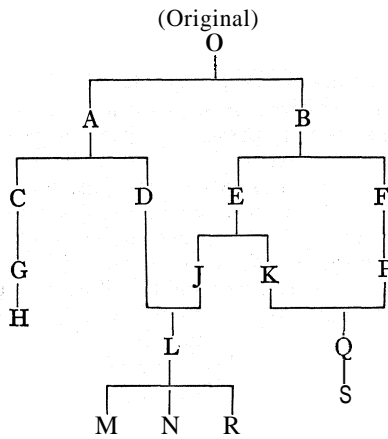 (Original)
O
A B
C D E F
G J K P
H
L Q
S
M N R